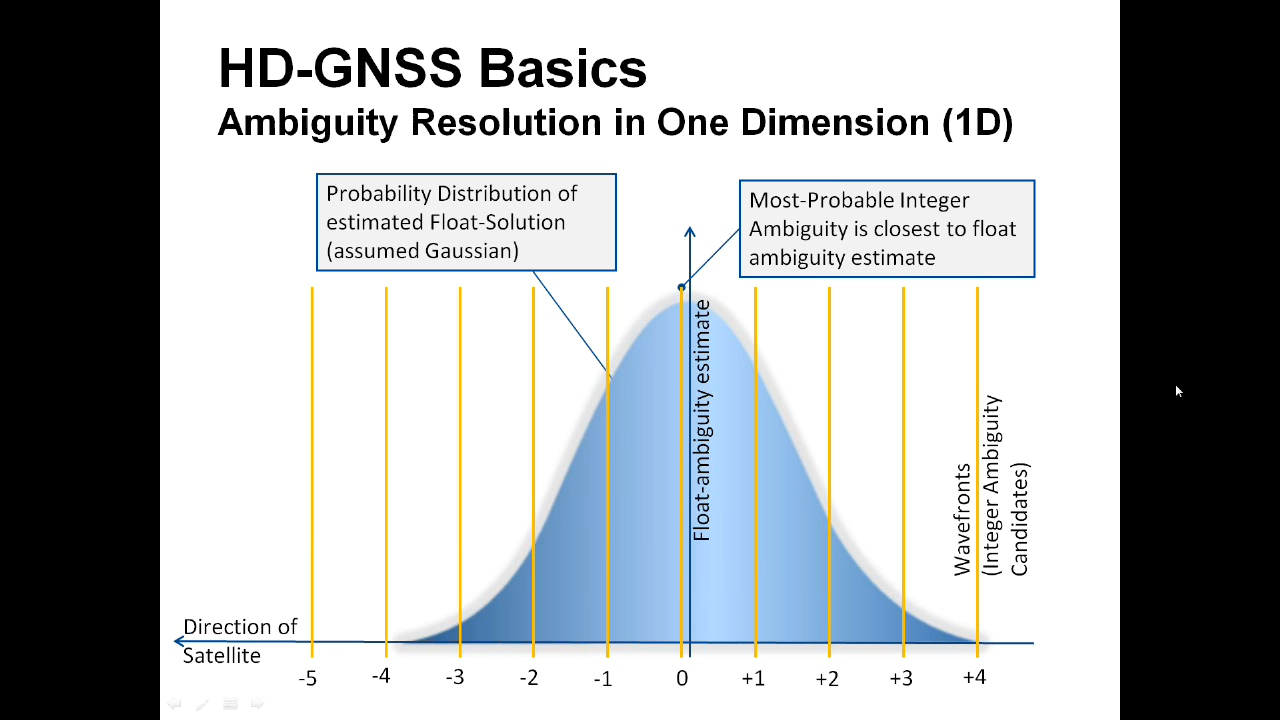 HD-GNSS Basics
Ambiguity Resolution in One Dimension (1D)
Probability Distribution of
estimated Float-Solution
(assumed Gaussian)
Most-Probable Integer
Ambiguity is closest to float
ambiguity estimate
Float-ambiguity estimate
Wavefronts
(Integer Ambiguity
Candidates)
Direction of
Satellite
-5 -4 -3 -2 -1 0 +1 +2 +3 +4